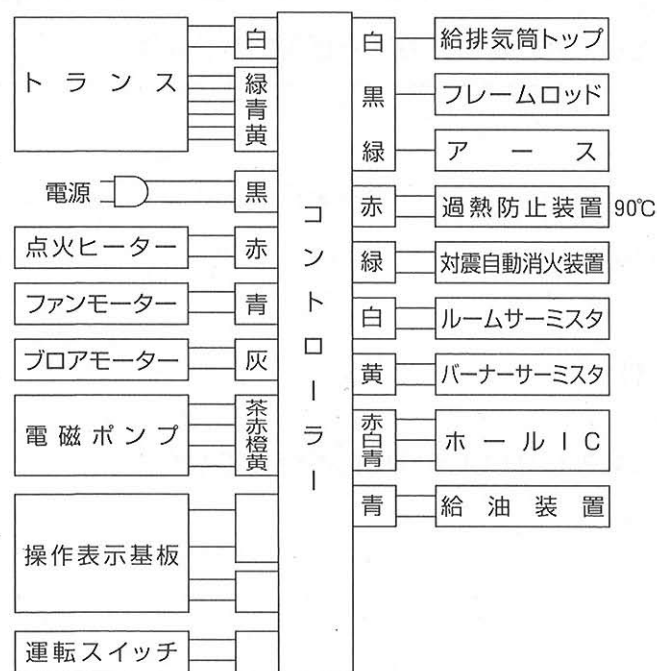 トランス
白
緑
青
黄
電源
黒
点火ヒーター
赤
ファンモーター
青
ブロアモーター
灰
電磁ポンプ
茶
赤
橙
黄
操作表示基板
運転スイッチ
コントローラー
白
給排気筒トップ
黒
フレームロッド
緑
アース
赤
過熱防止装置
90℃
緑
対震自動消火装置
白
ルームサーミスタ
黄
バーナーサーミスタ
赤
白
青
ホールIC
青
給油装置